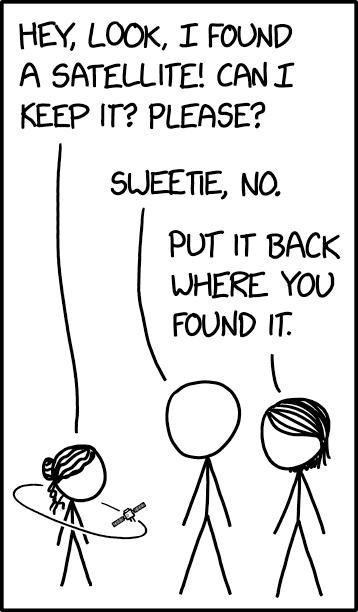 HEY, LOOK, I FOUND
A SATELLITE! CAN I
KEEP IT? PLEASE?
SWEETIE, NO.
PUT IT BACK
WHERE YOU
FOUND IT.